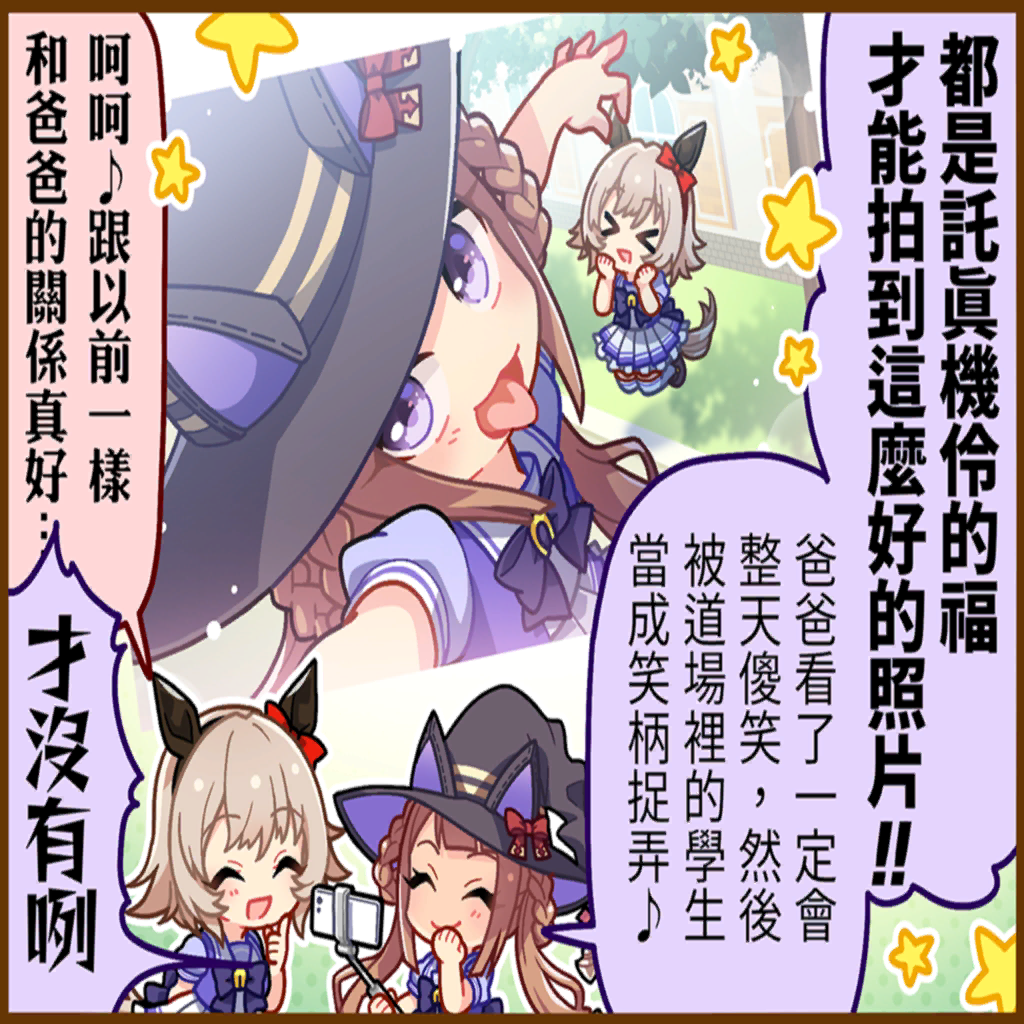 都是託眞機伶的福
才能拍到這麼好的照片!!
爸爸看了一定會
整天傻笑，然後
被道場裡的學生
當成笑柄捉弄♪
呵呵♪跟以前一樣
和爸爸的關係真好…
才沒有咧